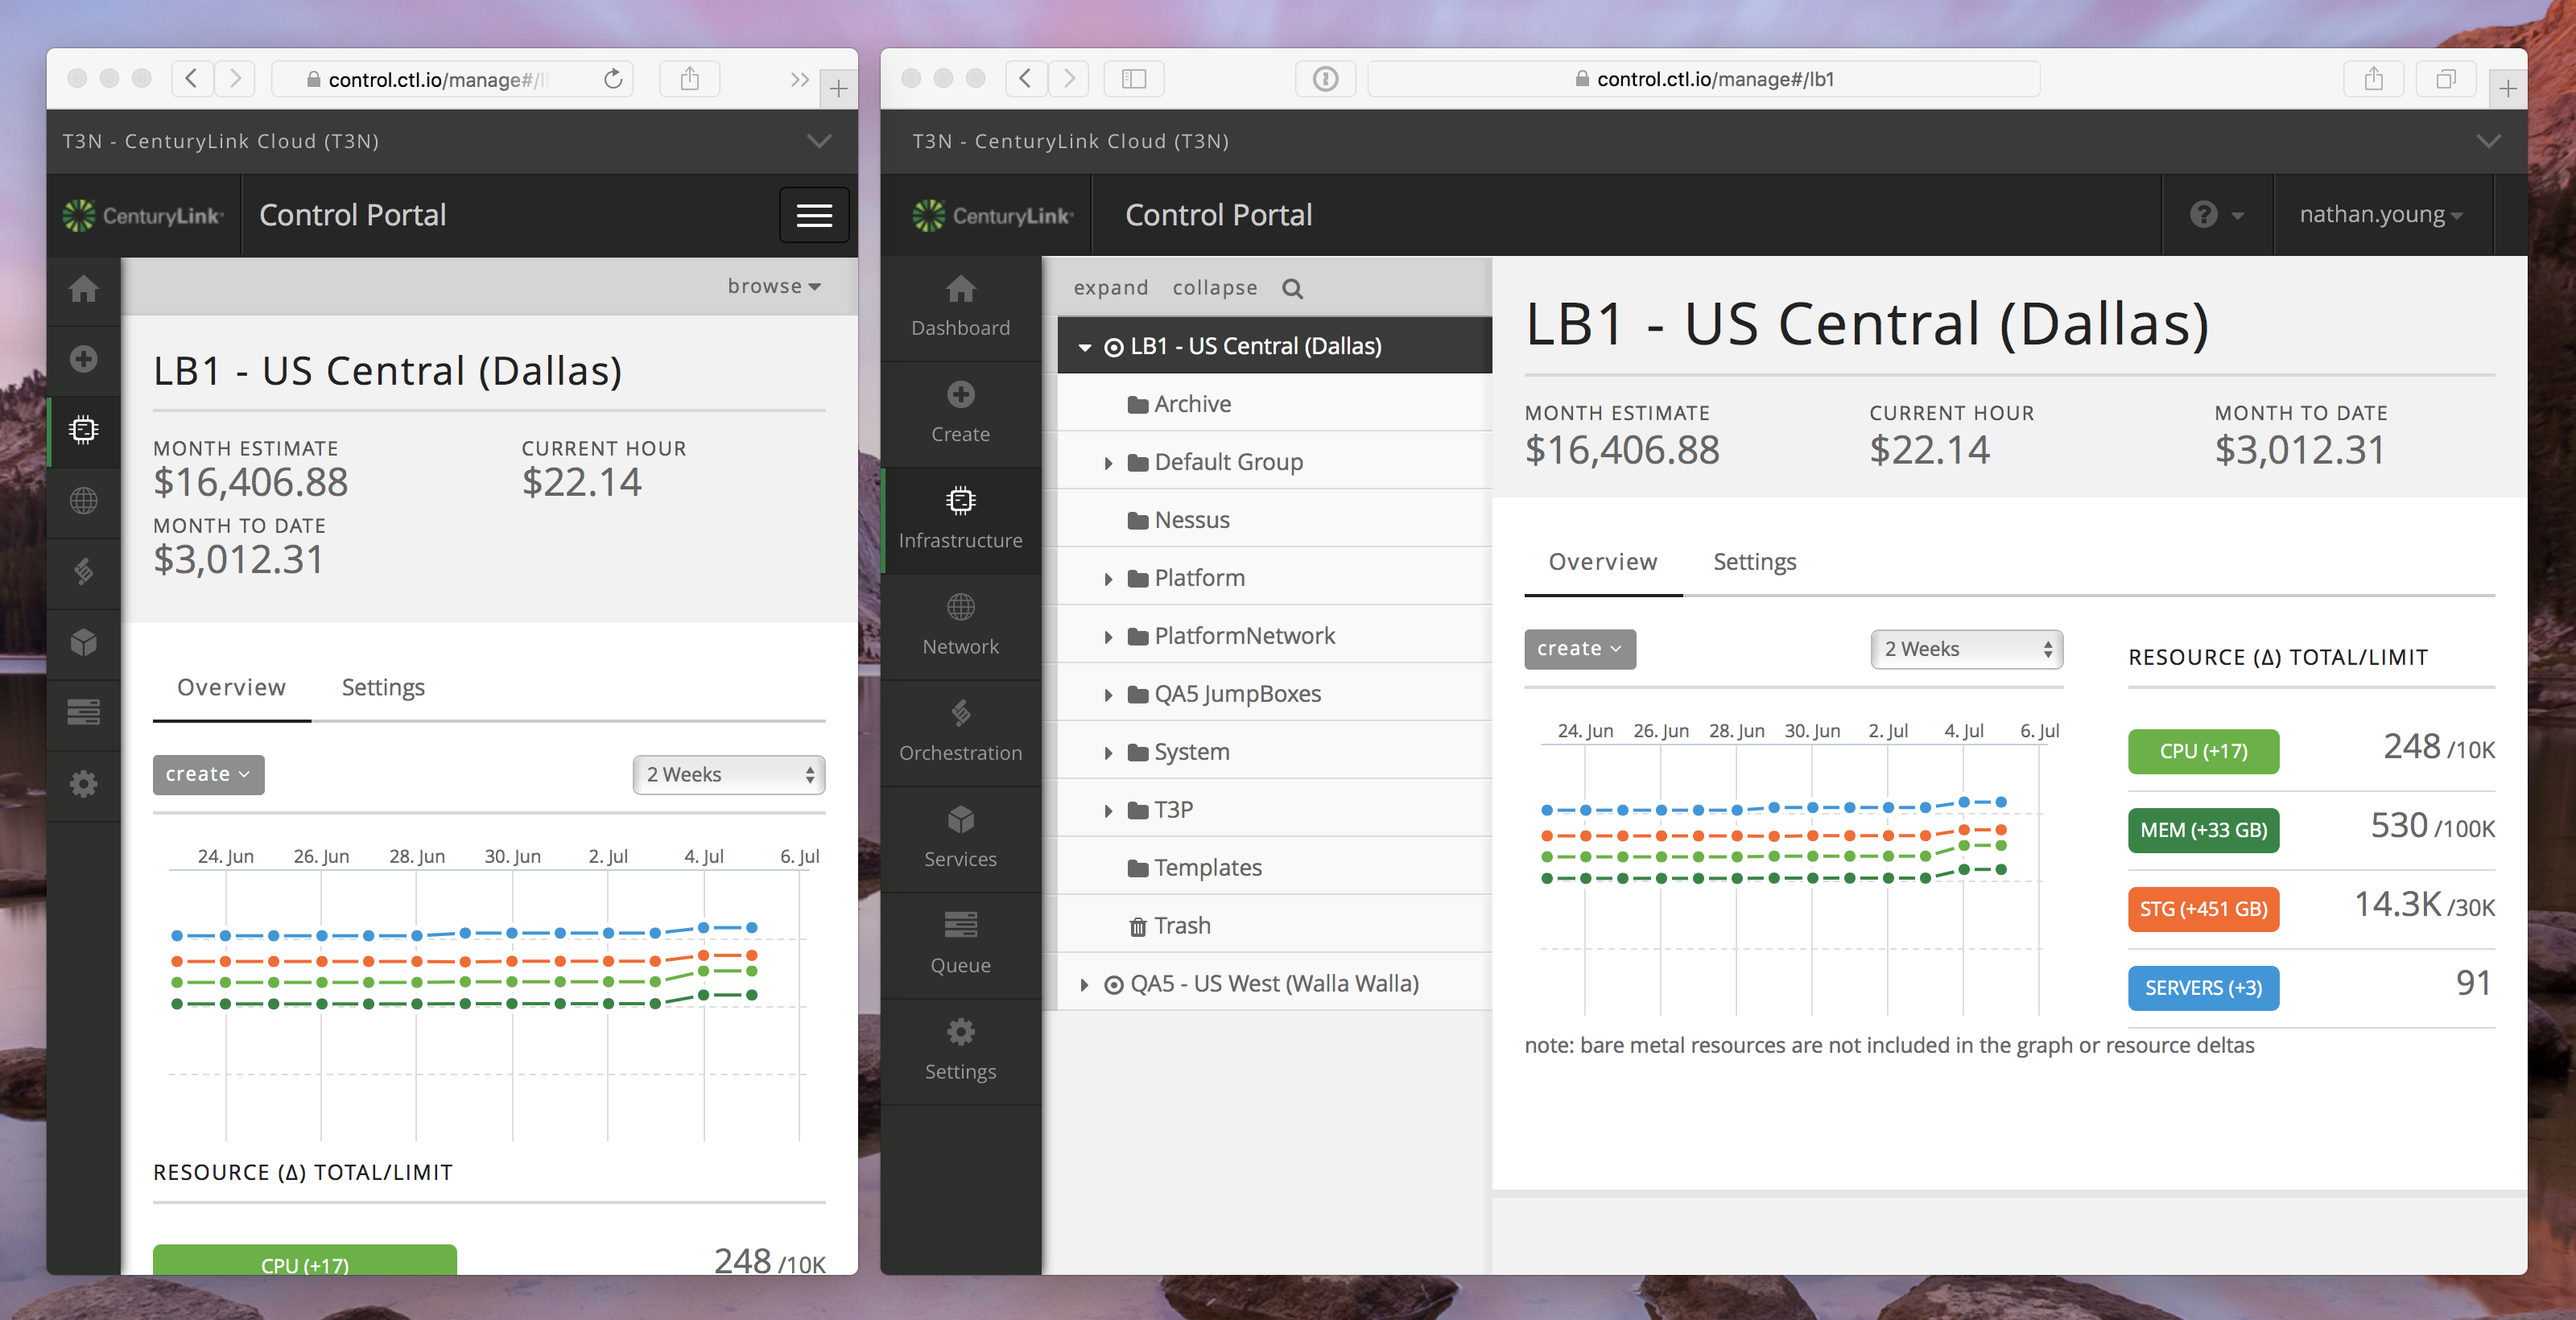 control.ctl.io/manage#/l
T3N - CenturyLink Cloud (T3N)
CenturyLink
Control Portal
browse
LB1 - US Central (Dallas)
MONTH ESTIMATE
$16,406.88
CURRENT HOUR
$22.14
MONTH TO DATE
$3,012.31
Overview
Settings
create
2 Weeks
24. Jun 26. Jun 28. Jun 30. Jun 2. Jul 4. Jul 6. Jul
RESOURCE (Δ) TOTAL/LIMIT
CPU (+17)
248 /10K
control.ctl.io/manage#/lb1
T3N - CenturyLink Cloud (T3N)
CenturyLink
Control Portal
?
nathan.young
Dashboard
Create
Infrastructure
Network
Orchestration
Services
Queue
Settings
expand collapse
LB1 - US Central (Dallas)
Archive
Default Group
Nessus
Platform
PlatformNetwork
QA5 JumpBoxes
System
T3P
Templates
Trash
QA5 - US West (Walla Walla)
LB1 - US Central (Dallas)
MONTH ESTIMATE
$16,406.88
CURRENT HOUR
$22.14
MONTH TO DATE
$3,012.31
Overview
Settings
create
2 Weeks
24. Jun 26. Jun 28. Jun 30. Jun 2. Jul 4. Jul 6. Jul
RESOURCE (Δ) TOTAL/LIMIT
CPU (+17)
248 /10K
MEM (+33 GB)
530 /100K
STG (+451 GB)
14.3K /30K
SERVERS (+3)
91
note: bare metal resources are not included in the graph or resource deltas